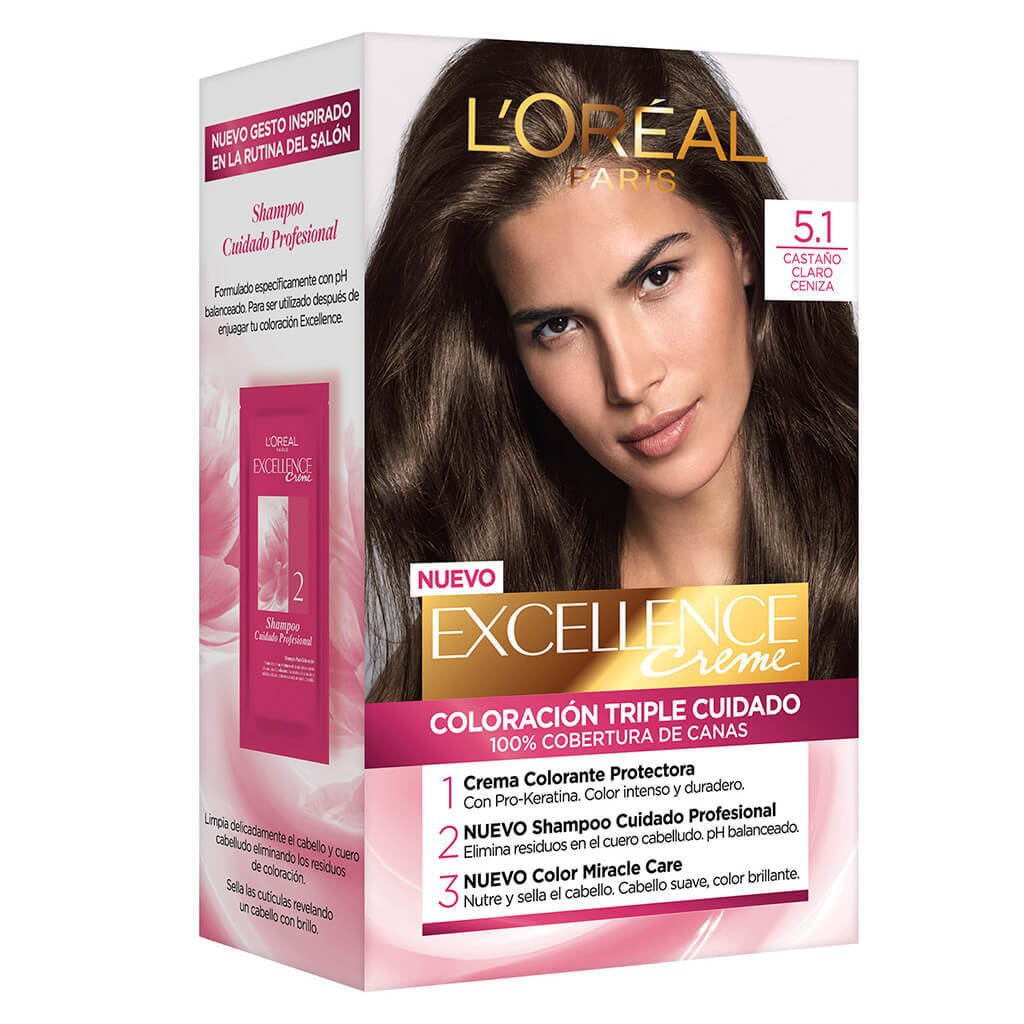 NUEVO GESTO INSPIRADO
EN LA RUTINA DEL SALÓN
Shampoo
Cuidado Profesional
Formulado específicamente con pH
balanceado. Para ser utilizado después de
enjuagar tu coloración Excellence.
L'ORÉAL
PARIS
EXCELLENCE
Creme
2
Shampoo
Cuidado Profesional
Limpia delicadamente el cabello y cuero
cabelludo eliminando los residuos
de coloración.
Sella las cutículas revelando
un cabello con brillo.
L'ORÉAL
PARIS
5.1
CASTAÑO
CLARO
CENIZA
NUEVO
EXCELLENCE
Creme
COLORACIÓN TRIPLE CUIDADO
100% COBERTURA DE CANAS
1 Crema Colorante Protectora
Con Pro-Keratina. Color intenso y duradero.
2 NUEVO Shampoo Cuidado Profesional
Elimina residuos en el cuero cabelludo. pH balanceado.
3 NUEVO Color Miracle Care
Nutre y sella el cabello. Cabello suave, color brillante.